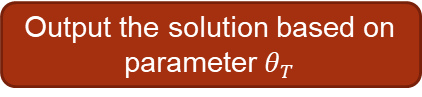 Output the solution based on
parameter θ_T